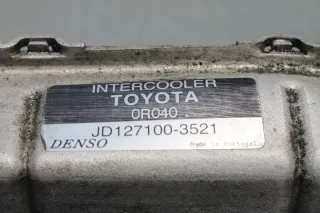 INTERCOOLER
TOYOTA
0R040
JD127100-3521
DENSO Made in Portugal